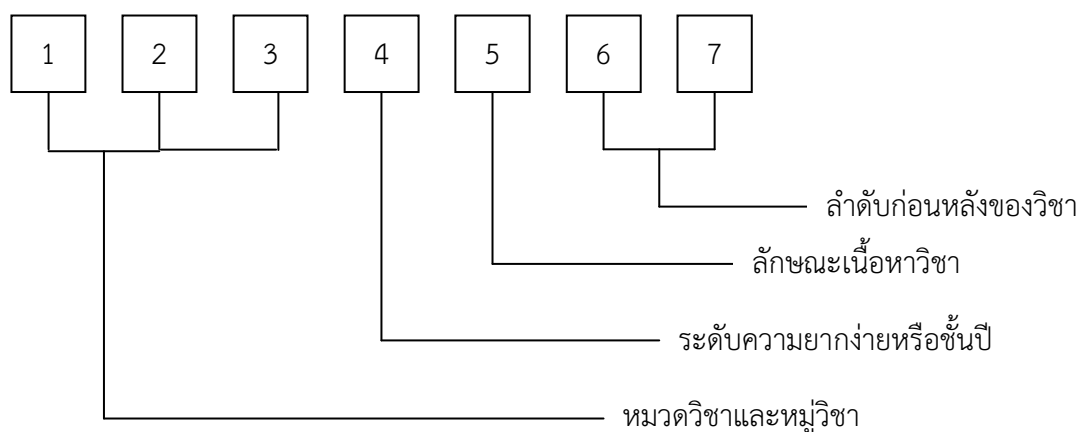 1 2 3 4 5 6 7
ลำดับก่อนหลังของวิชา
ลักษณะเนื้อหาวิชา
ระดับความยากง่ายหรือชั้นปี
หมวดวิชาและหมู่วิชา